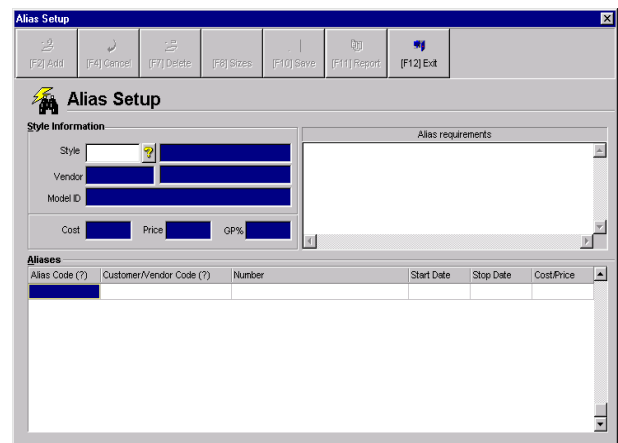 Alias Setup
[F2] Add [F4] Cancel [F7] Delete [F8] Sizes [F10] Save [F11] Report [F12] Exit
Alias Setup
Style Information
Alias requirements
Style
Vendor
Model ID
Cost Price GP%
Aliases
Alias Code (?) Customer/Vendor Code (?) Number Start Date Stop Date Cost/Price